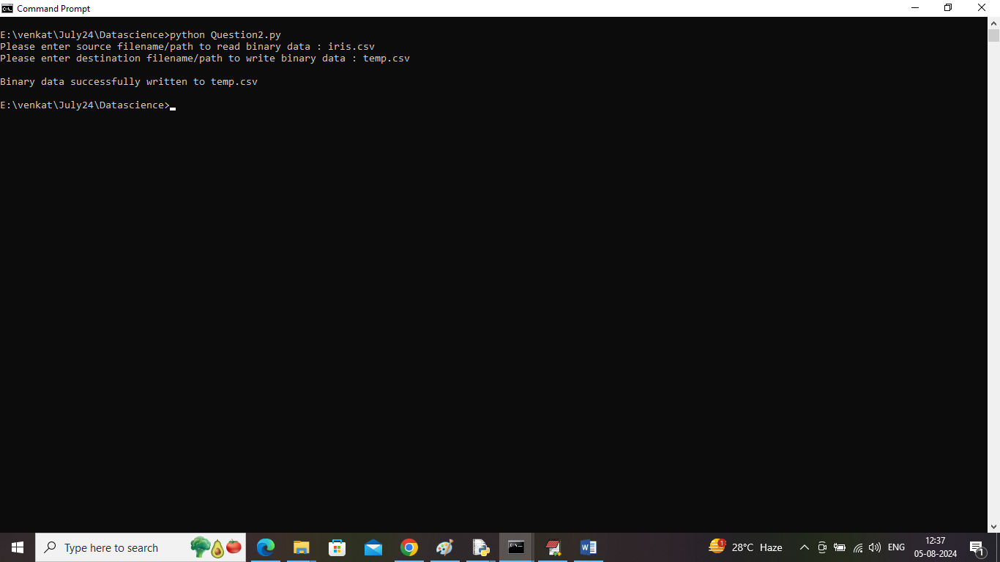 Command Prompt
E:\venkat\July24\Datascience>python Question2.py
Please enter source filename/path to read binary data : iris.csv
Please enter destination filename/path to write binary data : temp.csv
Binary data successfully written to temp.csv
E:\venkat\July24\Datascience>
Type here to search
1
28°C Haze
ENG
12:37
05-08-2024
1